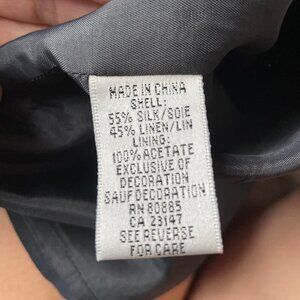 MADE IN CHINA
SHELL:
55% SILK/SOIE
45% LINEN/LIN
LINING:
100% ACETATE
EXCLUSIVE OF
DECORATION
SAUF DECORATION
RN 80885
CA 23147
SEE REVERSE
FOR CARE